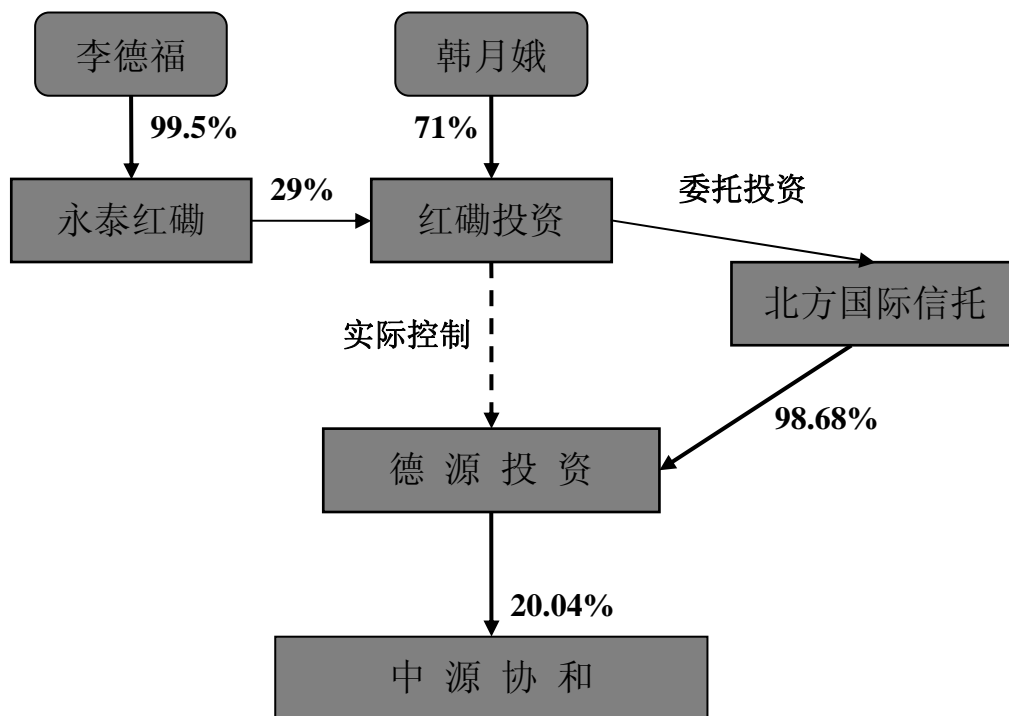 李德福
韩月娥
99.5%
71%
永泰红磡
29%
红磡投资
委托投资
北方国际信托
实际控制
98.68%
德 源 投 资
20.04%
中 源 协 和